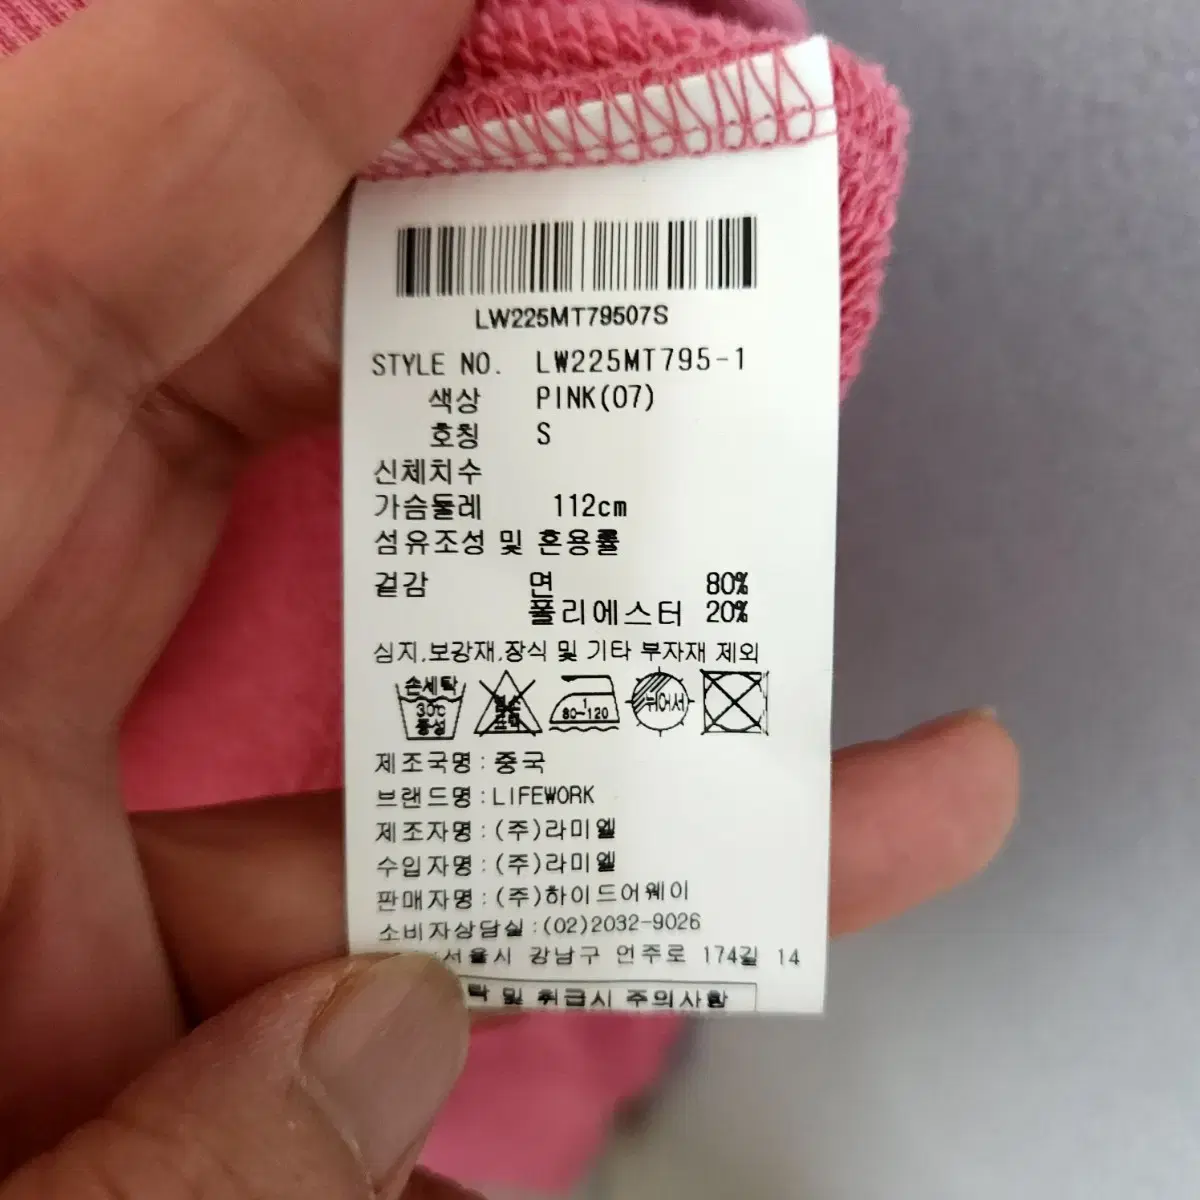 LW225MT79507S
STYLE NO. LW225MT795-1
색상 PINK(07)
호칭 S
신체치수
가슴둘레 112cm
섬유조성 및 혼용률
겉감 면 80%
폴리에스터 20%
심지,보강재,장식 및 기타 부자재 제외
손세탁
30℃
중성
1
80~120
뉘어서
제조국명:중국
브랜드명:LIFEWORK
제조자명:(주)라미엘
수입자명:(주)라미엘
판매자명:(주)하이드어웨이
소비자상담실:(02)2032-9026
서울시 강남구 언주로 174길 14
탁 및 취급시 주의사항